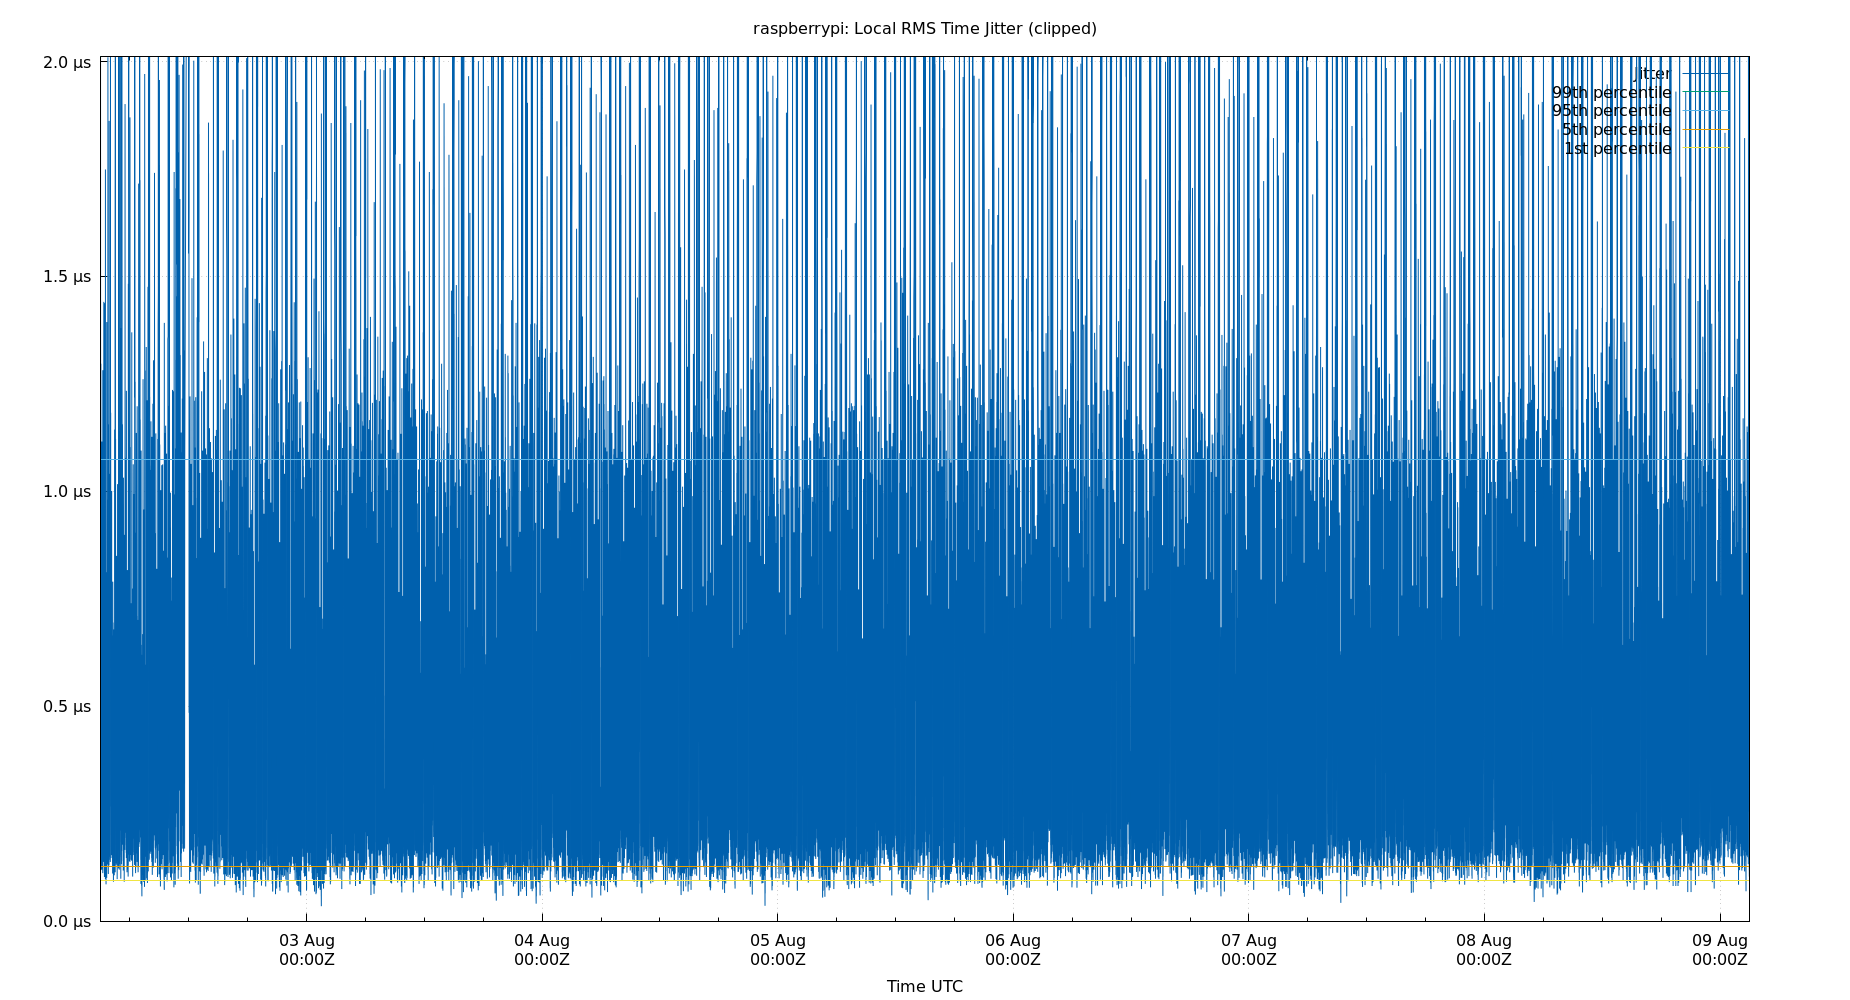 raspberrypi: Local RMS Time Jitter (clipped)
2.0 µs
1.5 µs
1.0 µs
0.5 µs
0.0 µs
Jitter
99th percentile
95th percentile
5th percentile
1st percentile
03 Aug
00:00Z
04 Aug
00:00Z
05 Aug
00:00Z
06 Aug
00:00Z
07 Aug
00:00Z
08 Aug
00:00Z
09 Aug
00:00Z
Time UTC